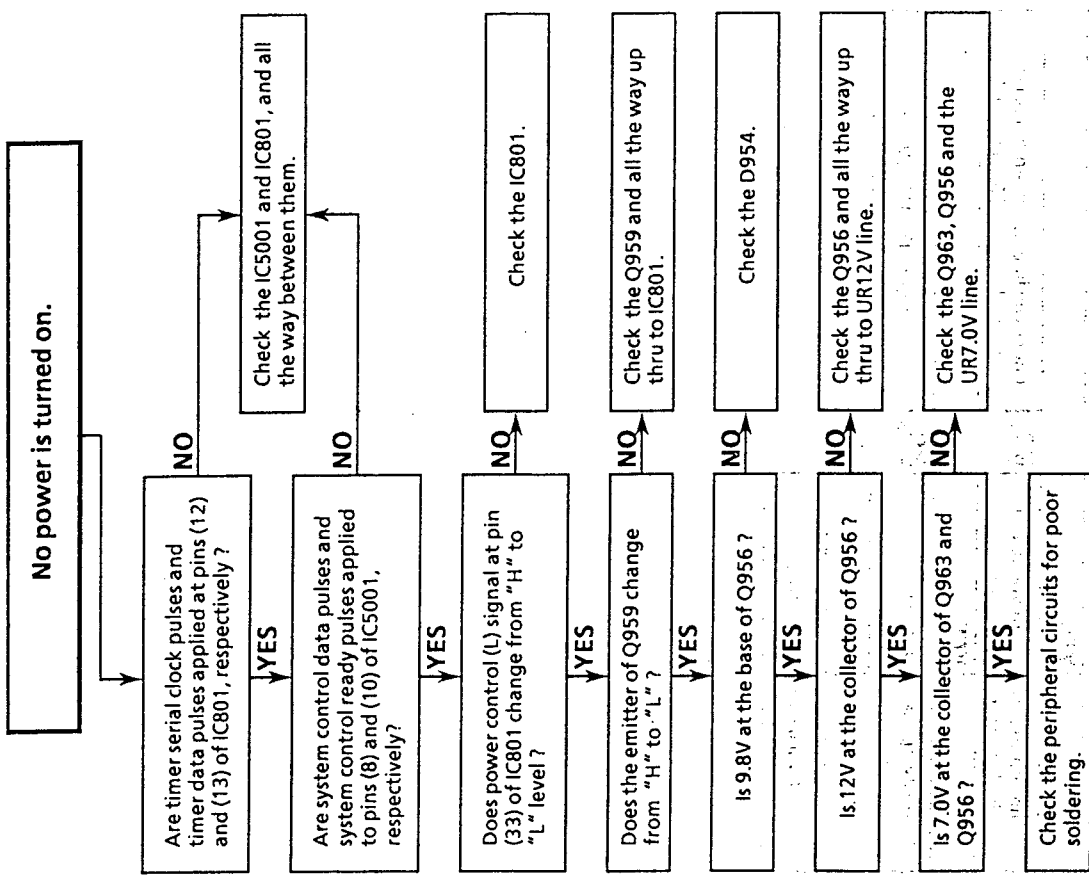 No power is turned on.
Are timer serial clock pulses and
timer data pulses applied at pins (12)
and (13) of IC801, respectively ?
NO
Check the IC5001 and IC801, and all
the way between them.
YES
Are system control data pulses and
system control ready pulses applied
to pins (8) and (10) of IC5001,
respectively?
NO
YES
Does power control (L) signal at pin
(33) of IC801 change from "H" to
"L" level ?
NO
Check the IC801.
YES
Does the emitter of Q959 change
from "H" to "L" ?
NO
Check the Q959 and all the way up
thru to IC801.
YES
Is 9.8V at the base of Q956 ?
NO
Check the D954.
YES
Is 12V at the collector of Q956 ?
NO
Check the Q956 and all the way up
thru to UR12V line.
YES
Is 7.0V at the collector of Q963 and
Q956 ?
NO
Check the Q963, Q956 and the
UR7.0V line.
YES
Check the peripheral circuits for poor
soldering.